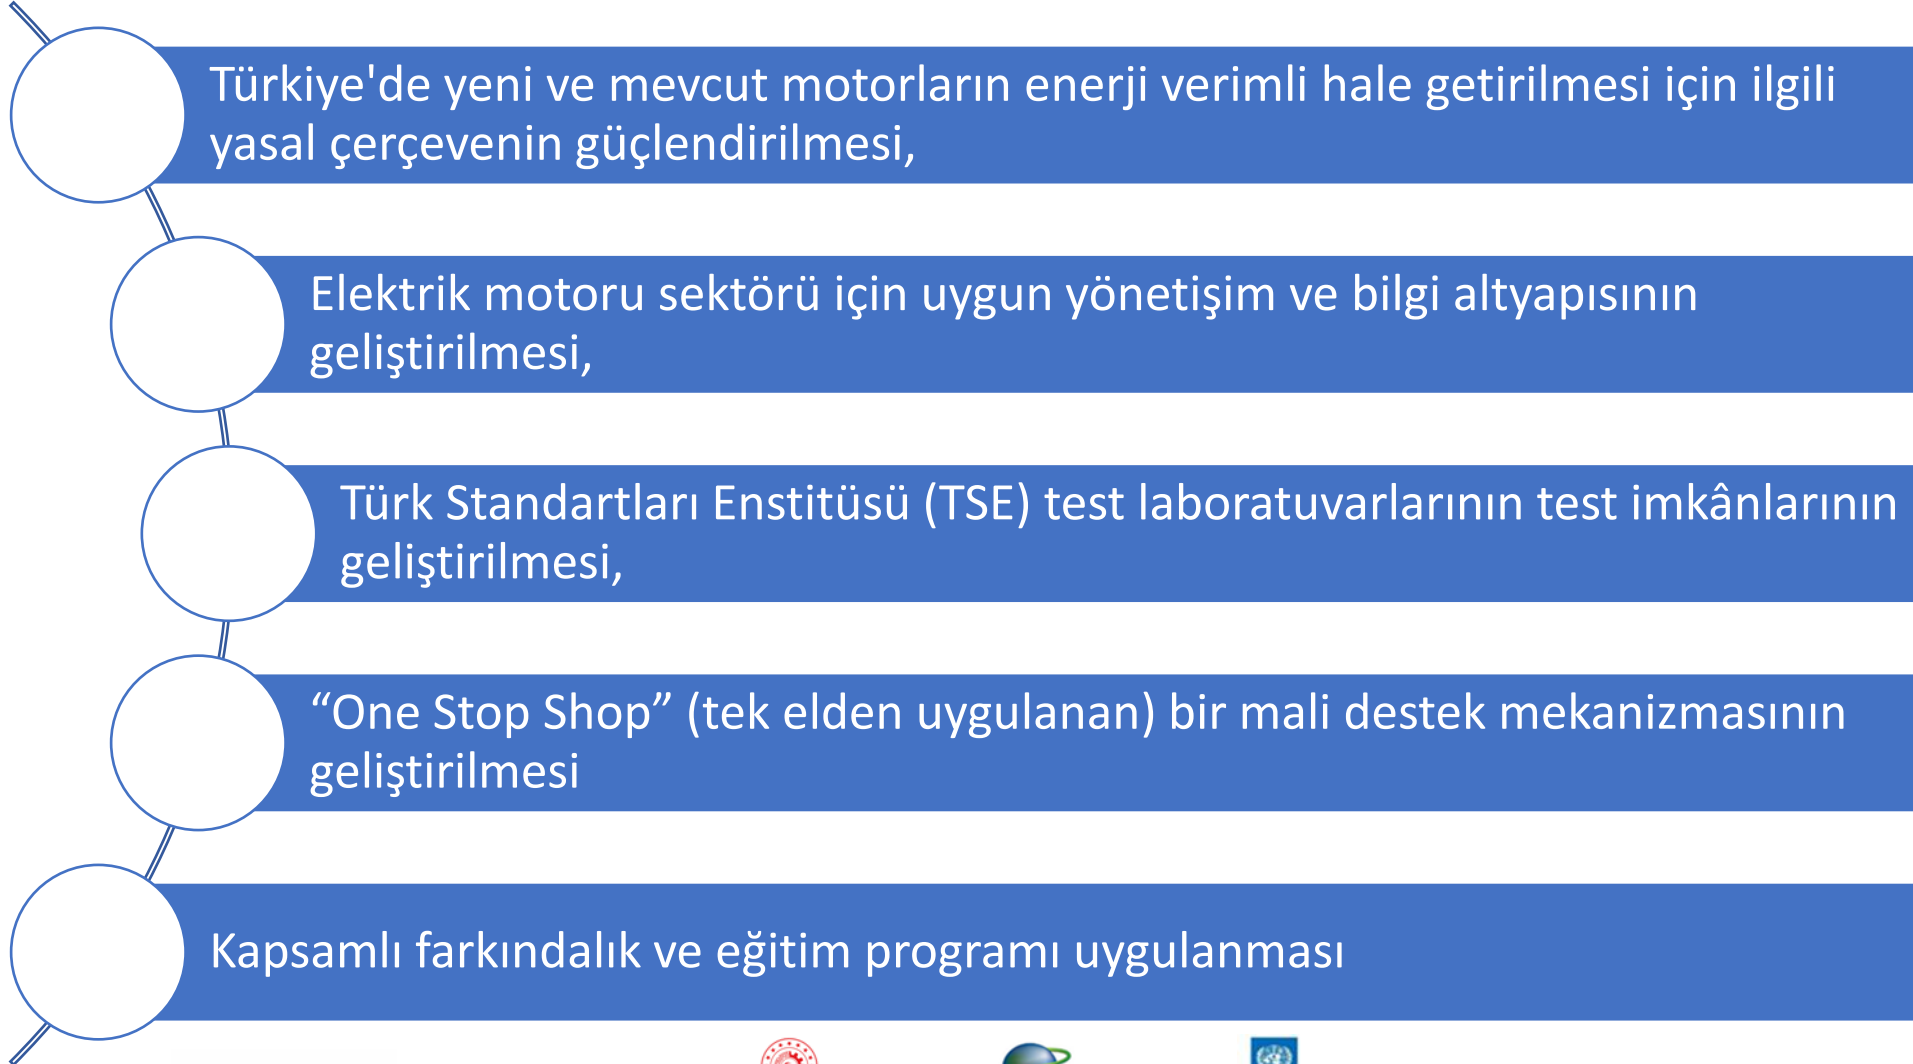 Türkiye'de yeni ve mevcut motorların enerji verimli hale getirilmesi için ilgili
yasal çerçevenin güçlendirilmesi,
Elektrik motoru sektörü için uygun yönetişim ve bilgi altyapısının
geliştirilmesi,
Türk Standartları Enstitüsü (TSE) test laboratuvarlarının test imkânlarının
geliştirilmesi,
“One Stop Shop” (tek elden uygulanan) bir mali destek mekanizmasının
geliştirilmesi
Kapsamlı farkındalık ve eğitim programı uygulanması